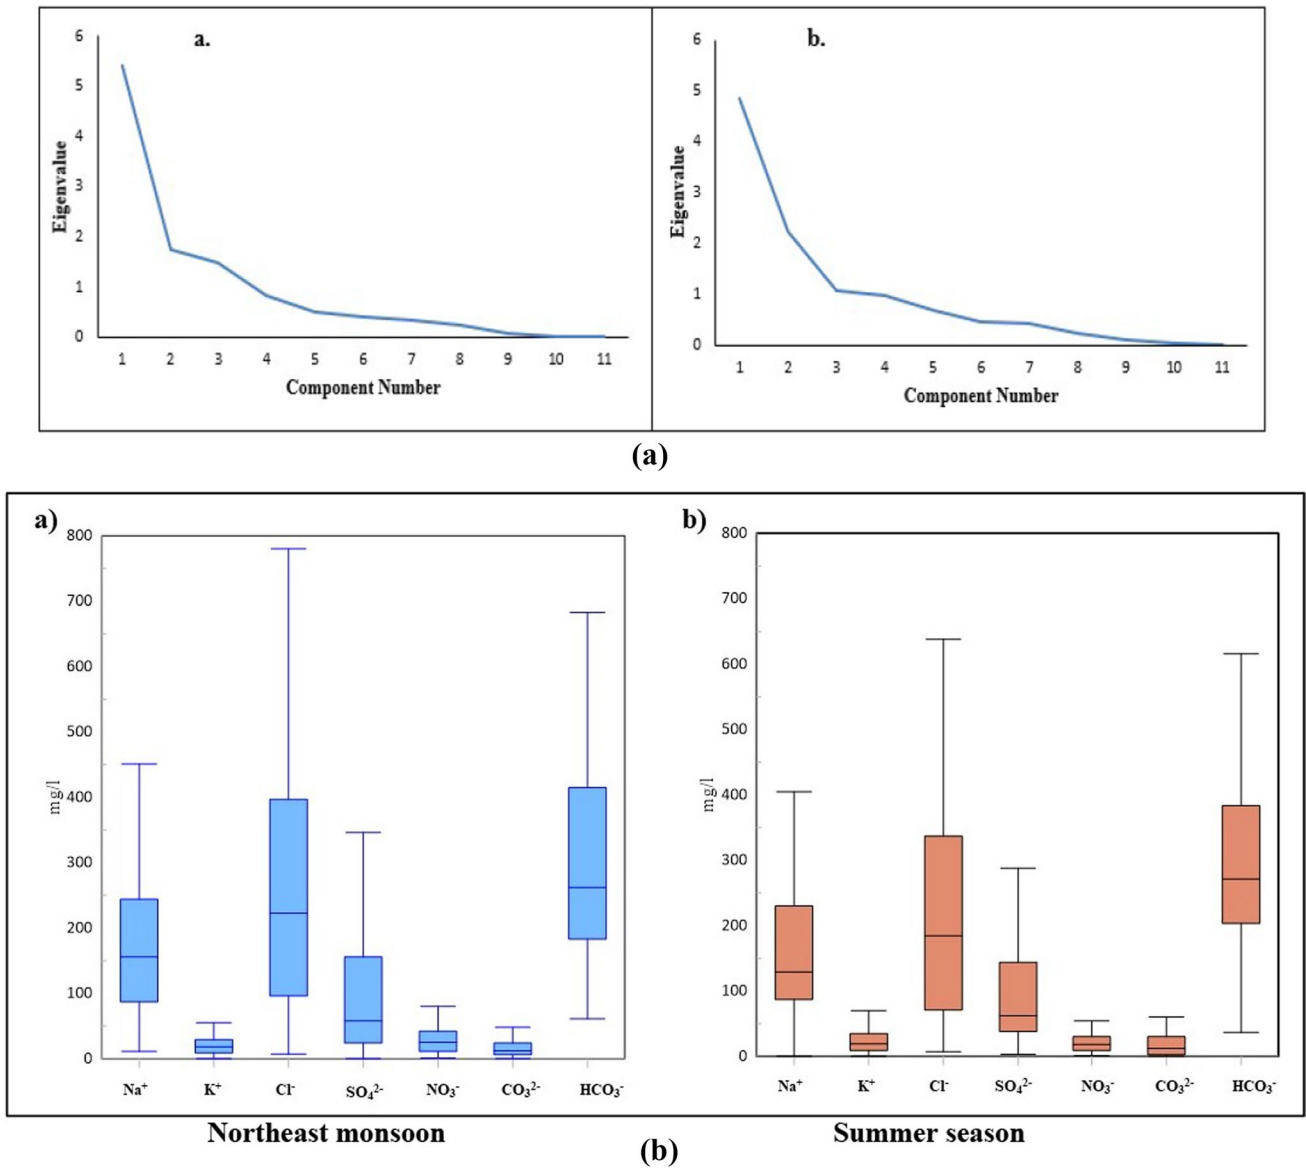 a.
6
5
4
3
2
1
0
Eigenvalue
1 2 3 4 5 6 7 8 9 10 11
Component Number
b.
6
5
4
3
2
1
0
Eigenvalue
1 2 3 4 5 6 7 8 9 10 11
Component Number
(a)
a)
800
700
600
500
400
300
200
100
0
mg/l
Na⁺ K⁺ Cl⁻ SO₄²⁻ NO₃⁻ CO₃²⁻ HCO₃⁻
Northeast monsoon
b)
800
700
600
500
400
300
200
100
0
mg/l
Na⁺ K⁺ Cl⁻ SO₄²⁻ NO₃⁻ CO₃²⁻ HCO₃⁻
Summer season
(b)